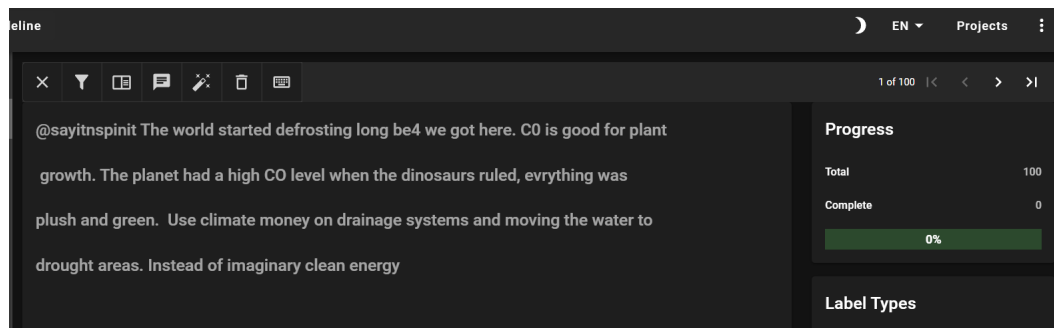 eline
EN
Projects
1 of 100
@sayitnspinit The world started defrosting long be4 we got here. C0 is good for plant
growth. The planet had a high CO level when the dinosaurs ruled, evrything was
plush and green.  Use climate money on drainage systems and moving the water to
drought areas. Instead of imaginary clean energy
Progress
Total 100
Complete 0
0%
Label Types